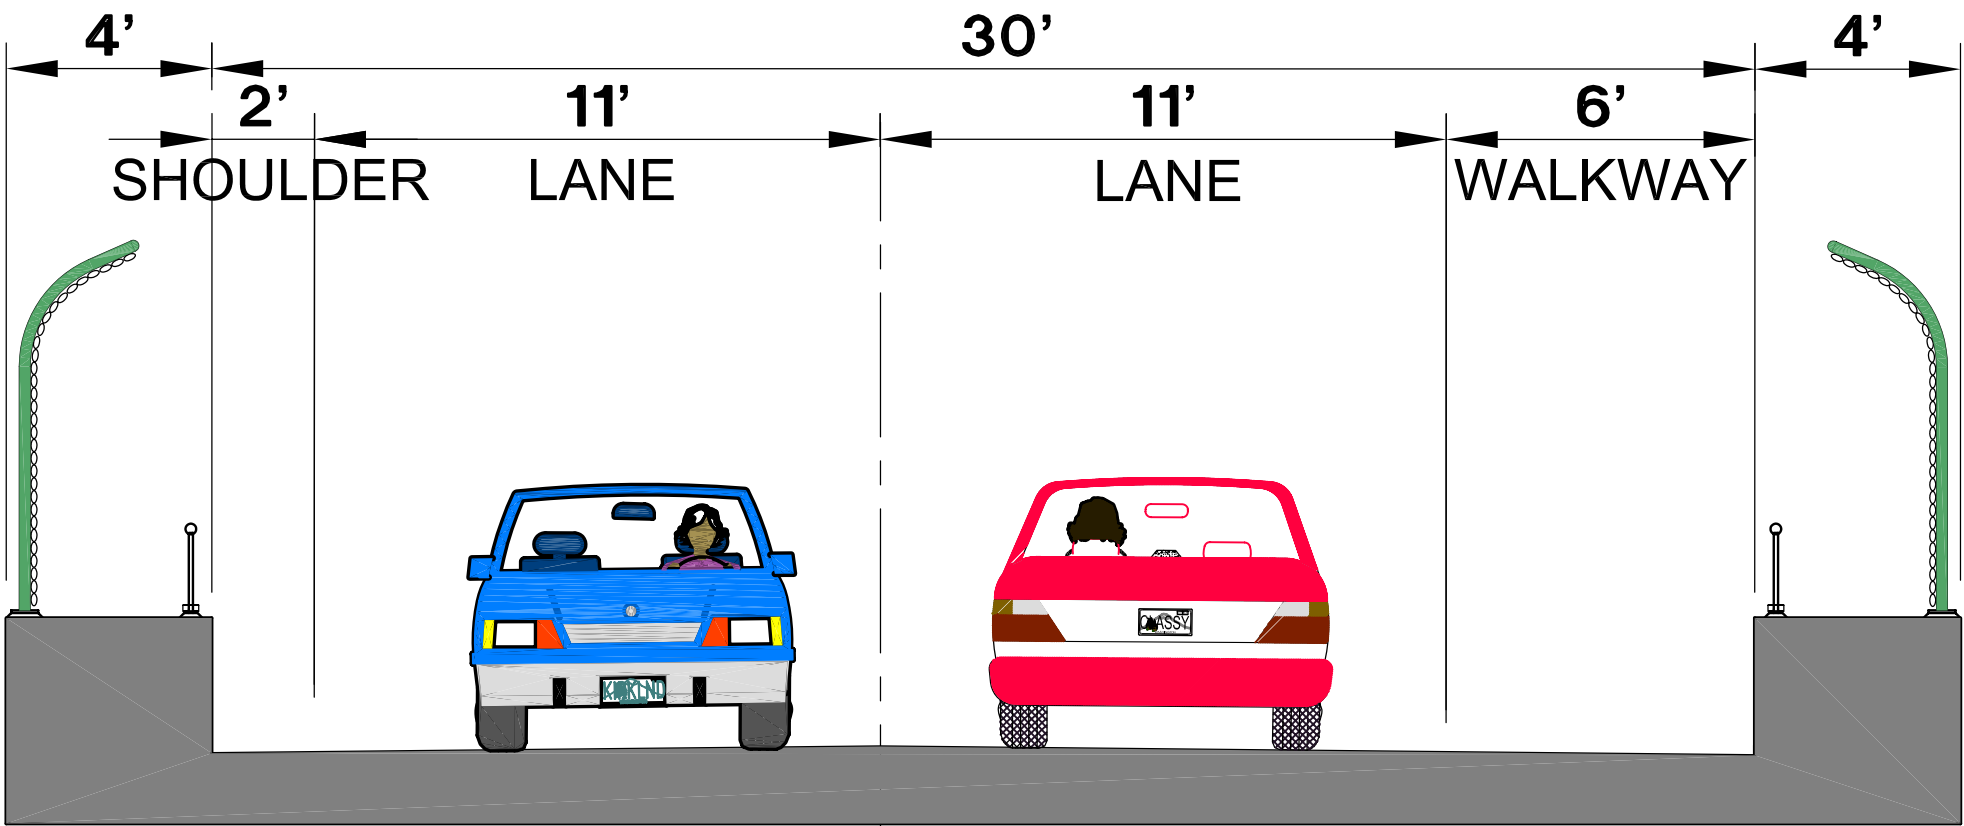 4’ 30’ 4’
2’ 11’ 11’ 6’
SHOULDER LANE LANE WALKWAY
CLASSY